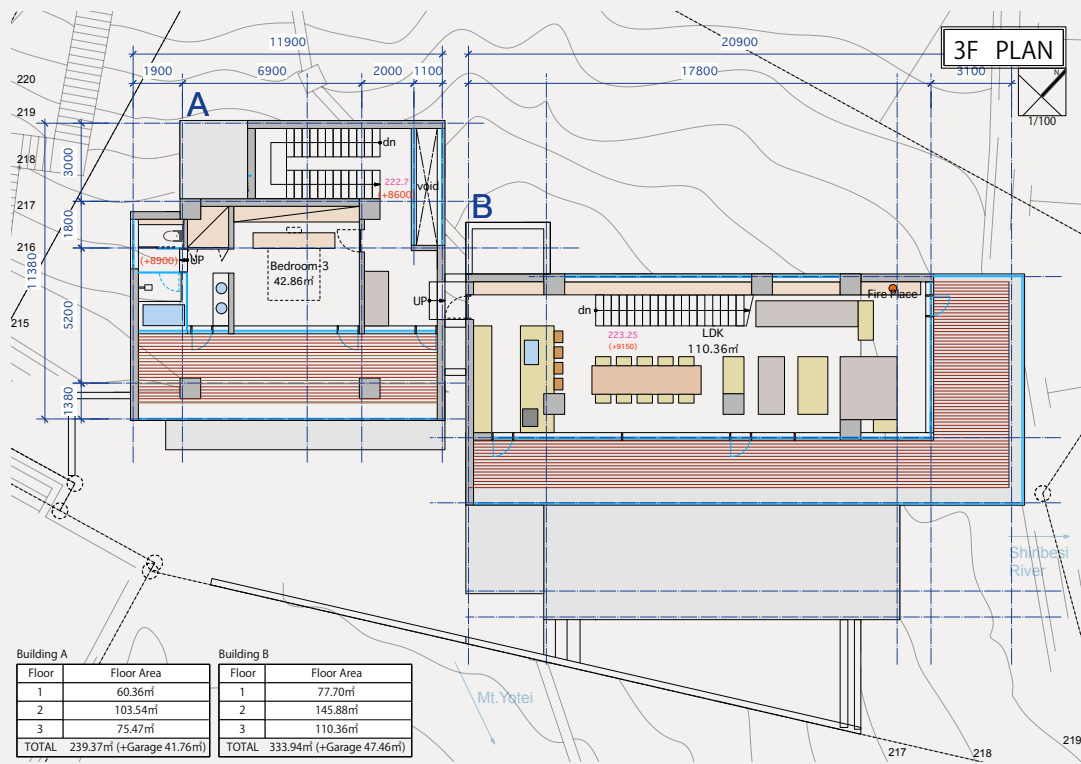 11900
20900
3F PLAN
1900
6900
2000
1100
17800
3100
N
1/100
220
219
218
217
216
215
A
3000
1800
11380
5200
1380
dn
222.7
(+8600)
void
B
(+8900)
UP
Bedroom-3
42.86㎡
UP
dn
Fire Place
223.25
(+9150)
LDK
110.36㎡
Shiribesi
River
Mt.Yotei
Building A
Floor Floor Area
1 60.36㎡
2 103.54㎡
3 75.47㎡
TOTAL 239.37㎡ (+Garage 41.76㎡)
Building B
Floor Floor Area
1 77.70㎡
2 145.88㎡
3 110.36㎡
TOTAL 333.94㎡ (+Garage 47.46㎡)
217
218
219